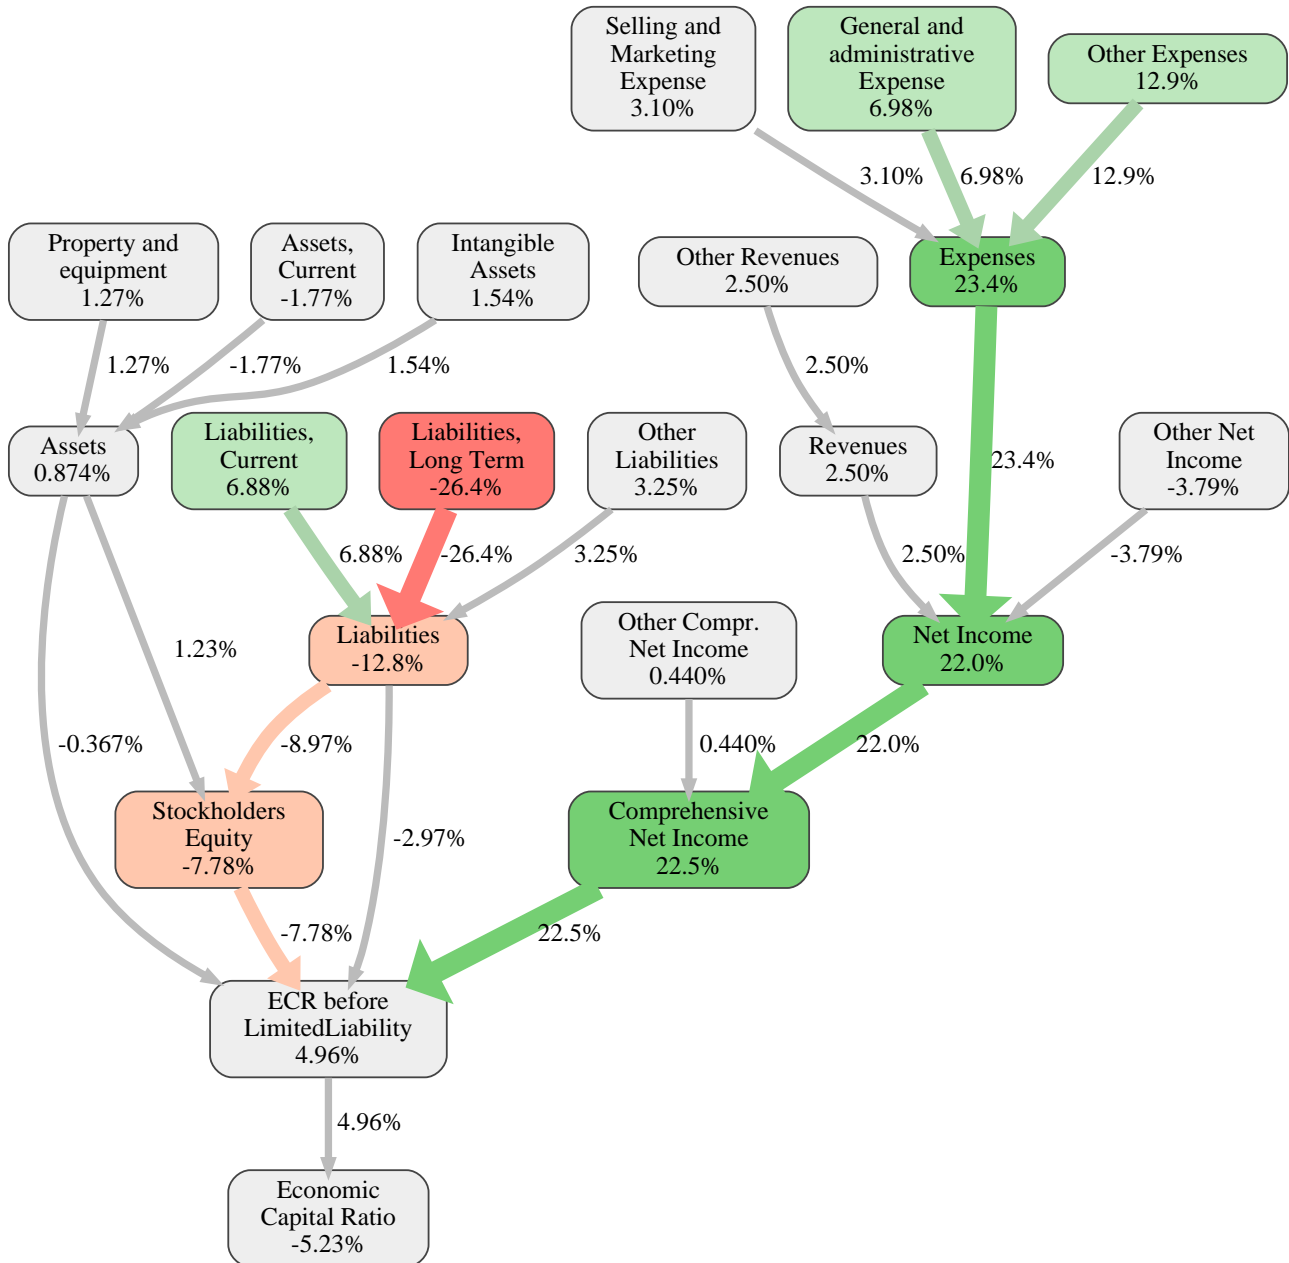 Selling and
Marketing
Expense
3.10%
General and
administrative
Expense
6.98%
Other Expenses
12.9%
3.10%
6.98%
12.9%
Property and
equipment
1.27%
Assets,
Current
-1.77%
Intangible
Assets
1.54%
Other Revenues
2.50%
Expenses
23.4%
1.27%
-1.77%
1.54%
2.50%
Assets
0.874%
Liabilities,
Current
6.88%
Liabilities,
Long Term
-26.4%
Other
Liabilities
3.25%
Revenues
2.50%
23.4%
Other Net
Income
-3.79%
6.88%
-26.4%
3.25%
2.50%
-3.79%
1.23%
Liabilities
-12.8%
Other Compr.
Net Income
0.440%
Net Income
22.0%
-0.367%
-8.97%
0.440%
22.0%
Stockholders
Equity
-7.78%
-2.97%
Comprehensive
Net Income
22.5%
-7.78%
22.5%
ECR before
LimitedLiability
4.96%
4.96%
Economic
Capital Ratio
-5.23%